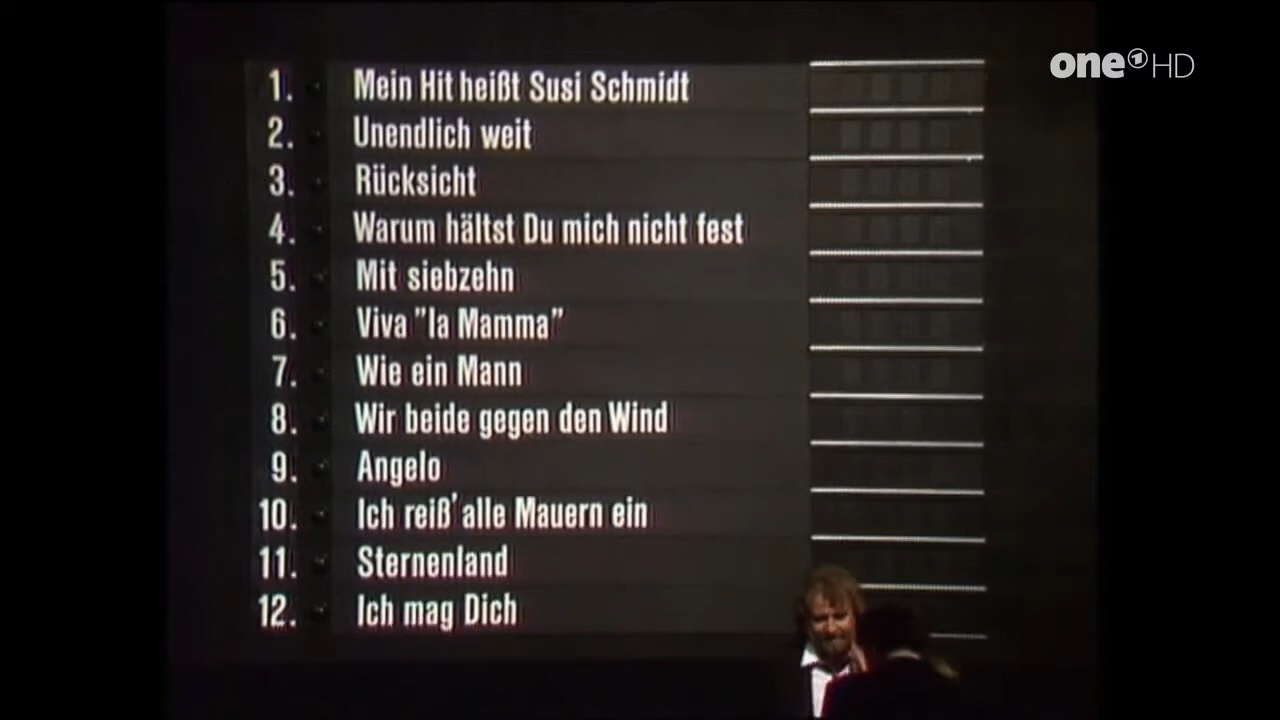 one HD
1. Mein Hit heißt Susi Schmidt
2. Unendlich weit
3. Rücksicht
4. Warum hältst Du mich nicht fest
5. Mit siebzehn
6. Viva "la Mamma"
7. Wie ein Mann
8. Wir beide gegen den Wind
9. Angelo
10. Ich reiß' alle Mauern ein
11. Sternenland
12. Ich mag Dich